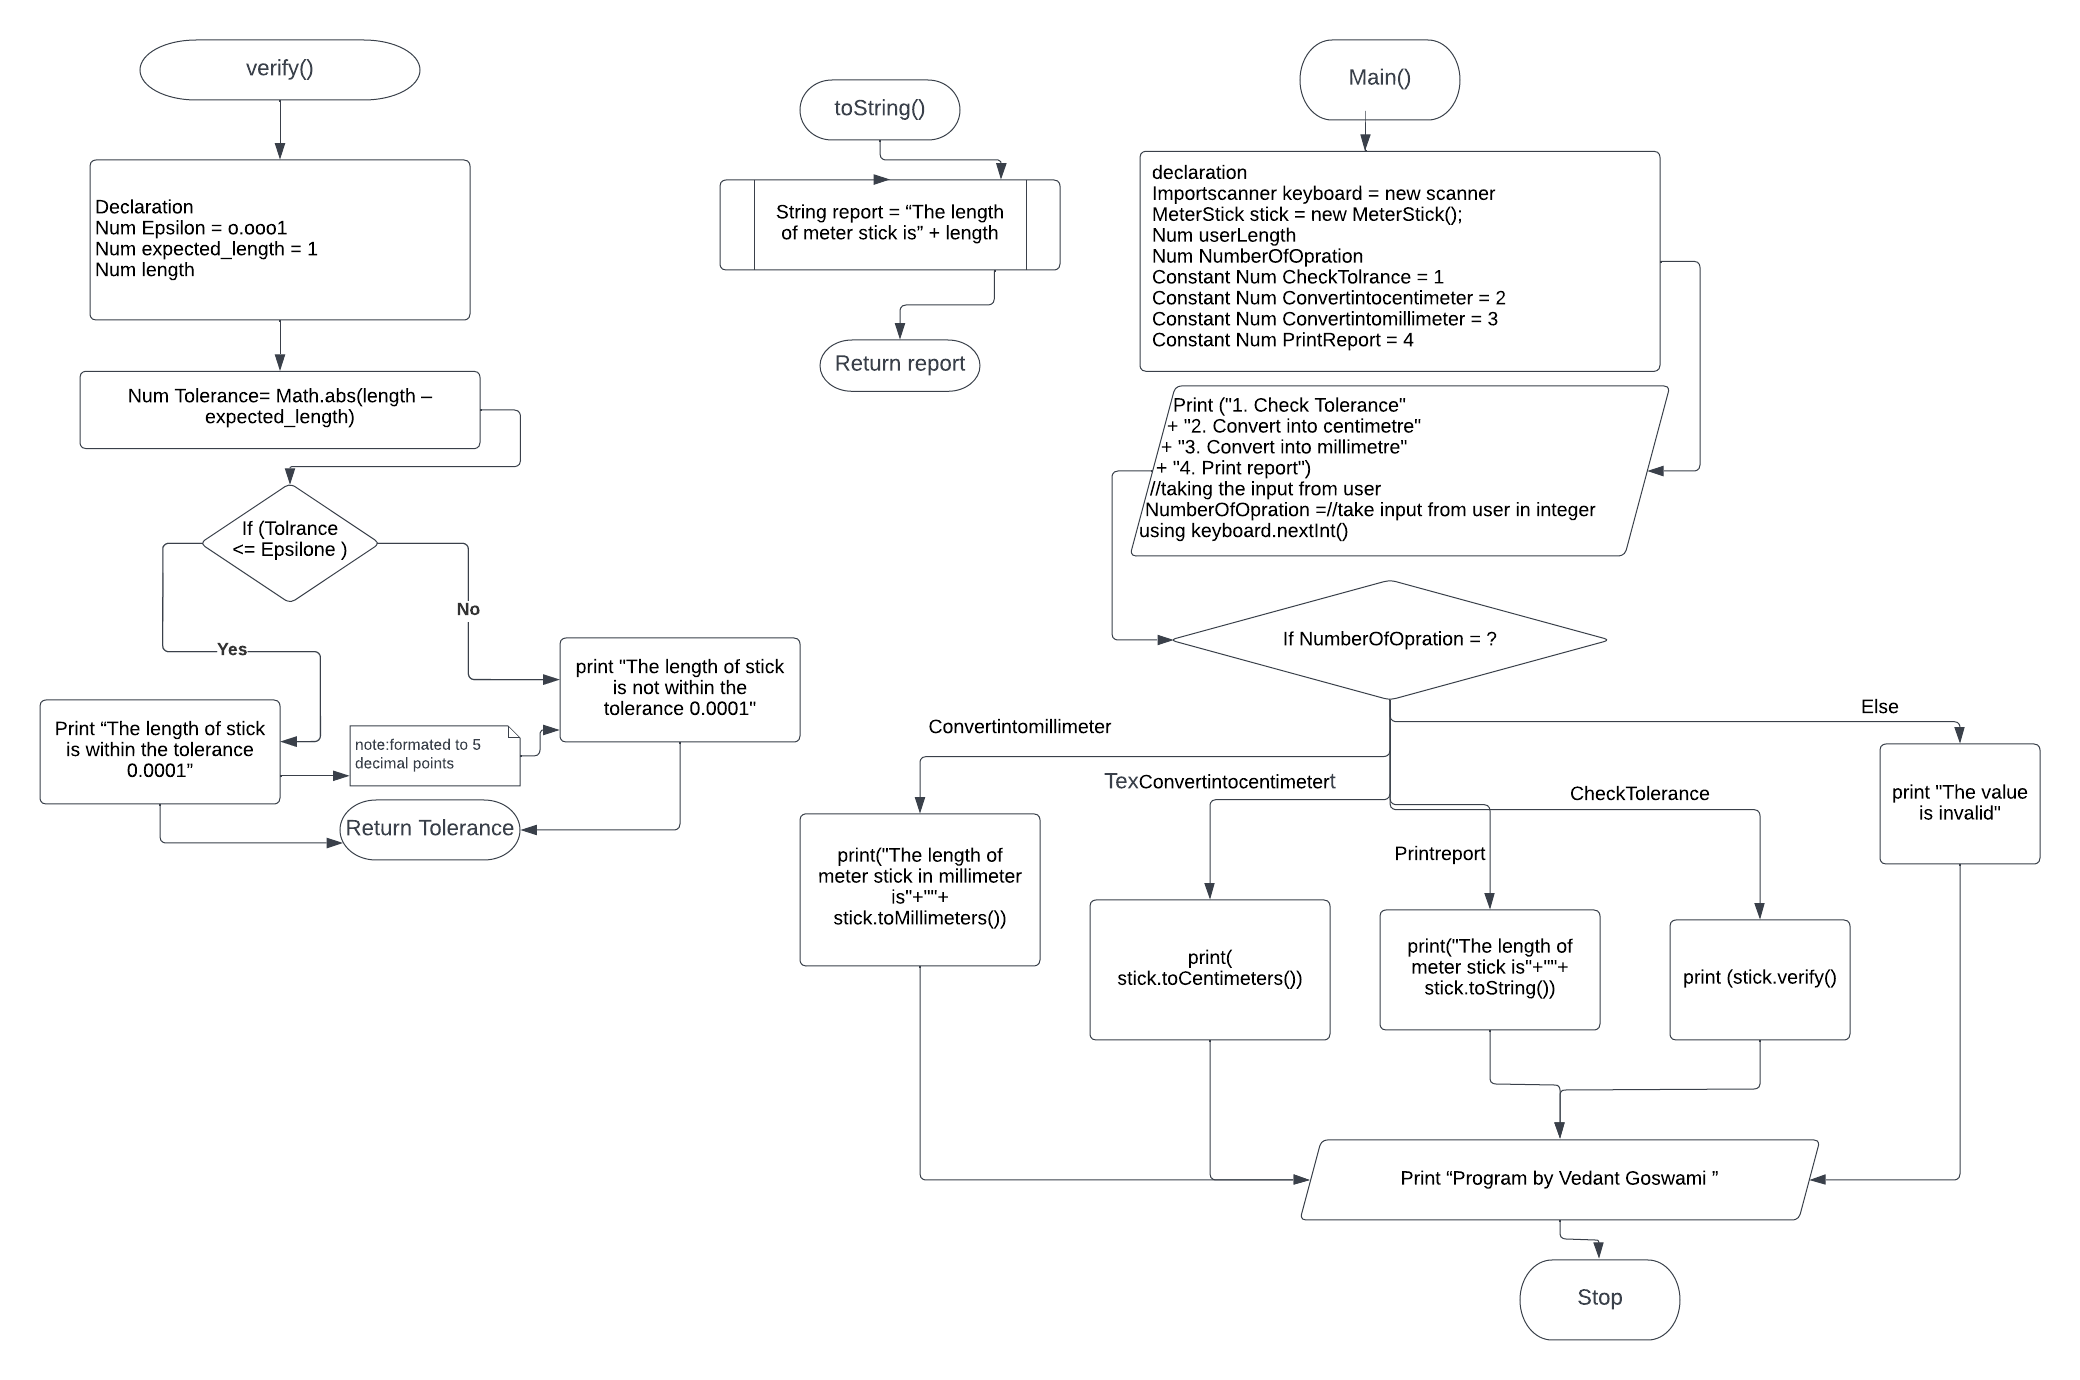 verify()
Declaration
Num Epsilon = o.ooo1
Num expected_length = 1
Num length
Num Tolerance= Math.abs(length –
expected_length)
If (Tolrance
<= Epsilone )
No
Yes
print "The length of stick
is not within the
tolerance 0.0001"
Print “The length of stick
is within the tolerance
0.0001”
note:formated to 5
decimal points
Return Tolerance
toString()
String report = “The length
of meter stick is” + length
Return report
Main()
declaration
Importscanner keyboard = new scanner
MeterStick stick = new MeterStick();
Num userLength
Num NumberOfOpration
Constant Num CheckTolrance = 1
Constant Num Convertintocentimeter = 2
Constant Num Convertintomillimeter = 3
Constant Num PrintReport = 4
Print ("1. Check Tolerance"
+ "2. Convert into centimetre"
+ "3. Convert into millimetre"
+ "4. Print report")
//taking the input from user
NumberOfOpration =//take input from user in integer
using keyboard.nextInt()
If NumberOfOpration = ?
Convertintomillimeter
TexConvertintocentimetert
Printreport
CheckTolerance
Else
print("The length of
meter stick in millimeter
is"+""+
stick.toMillimeters())
print(
stick.toCentimeters())
print("The length of
meter stick is"+""+
stick.toString())
print (stick.verify()
print "The value
is invalid"
Print “Program by Vedant Goswami ”
Stop